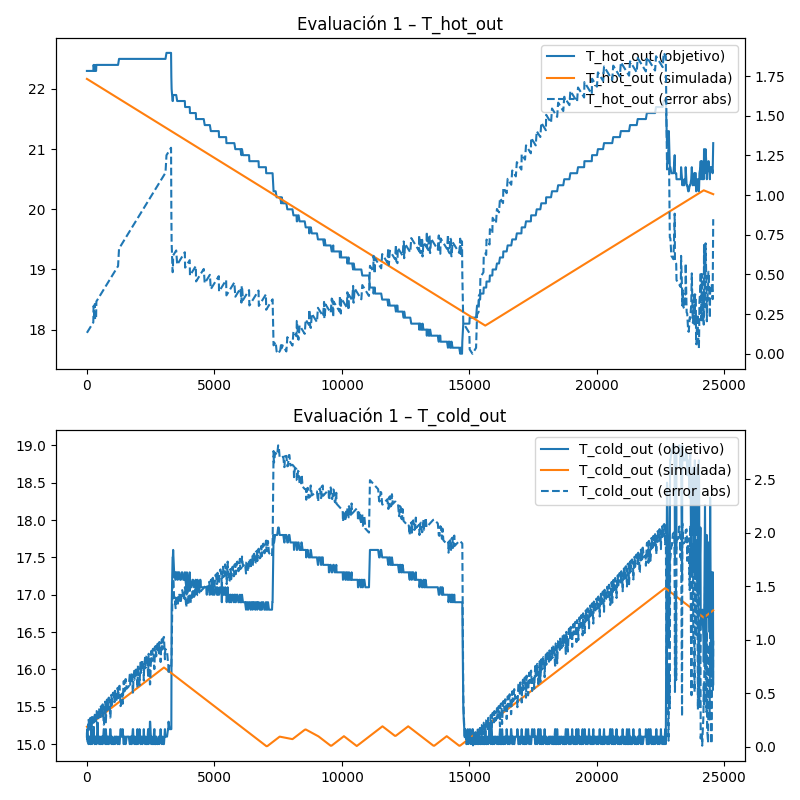 Evaluación 1 – T_hot_out
T_hot_out (objetivo)
T_hot_out (simulada)
T_hot_out (error abs)
22
21
20
19
18
1.75
1.50
1.25
1.00
0.75
0.50
0.25
0.00
0 5000 10000 15000 20000 25000
Evaluación 1 – T_cold_out
T_cold_out (objetivo)
T_cold_out (simulada)
T_cold_out (error abs)
19.0
18.5
18.0
17.5
17.0
16.5
16.0
15.5
15.0
2.5
2.0
1.5
1.0
0.5
0.0
0 5000 10000 15000 20000 25000